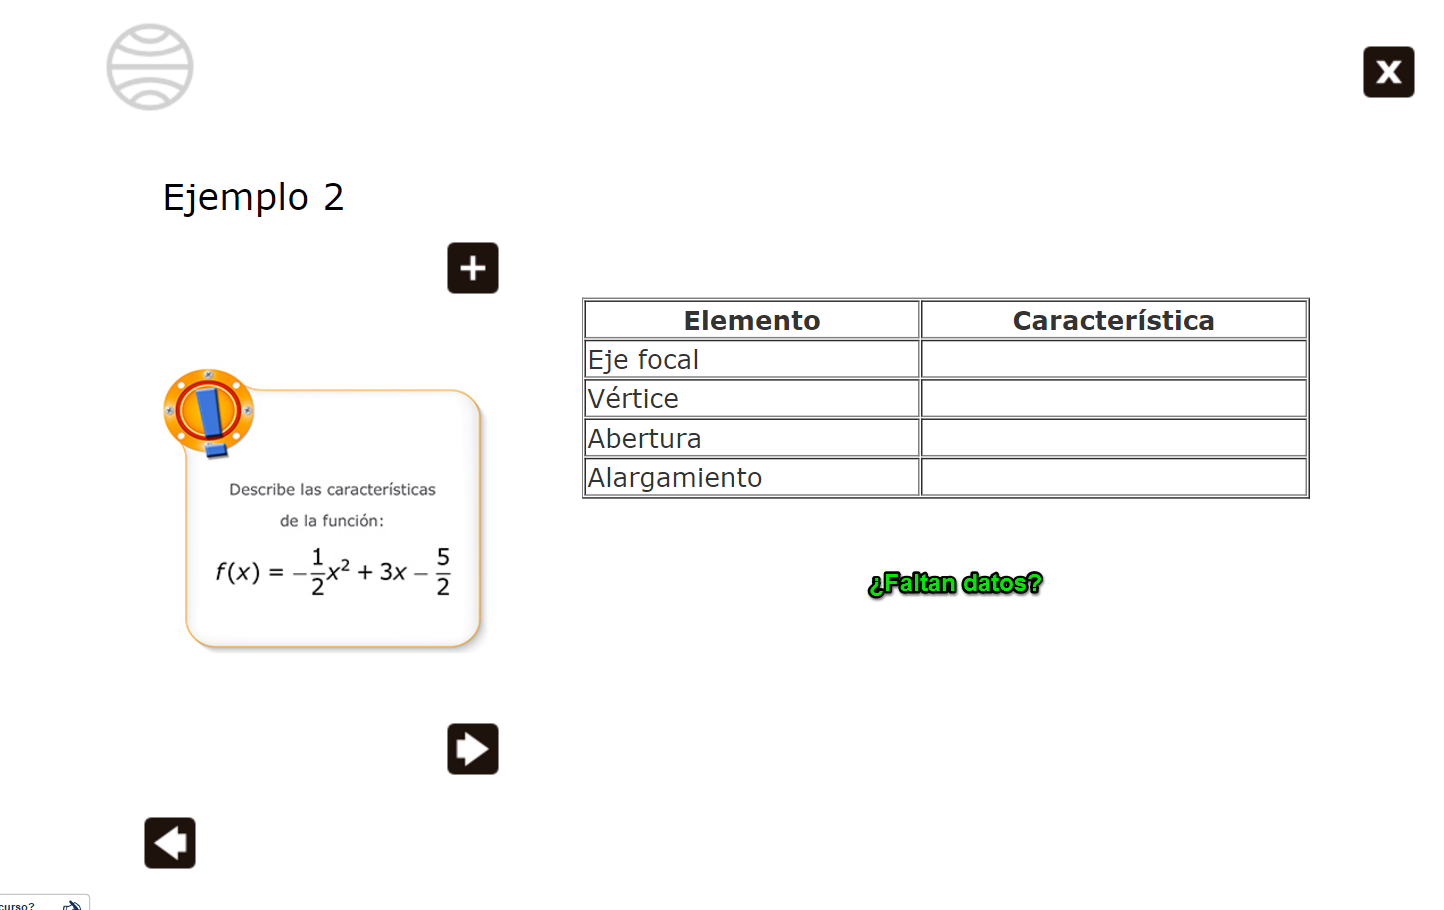 Ejemplo 2
Describe las características
de la función:
f(x) = −1/2x² + 3x − 5/2
Elemento Característica
Eje focal
Vértice
Abertura
Alargamiento
¿Faltan datos?
curso?